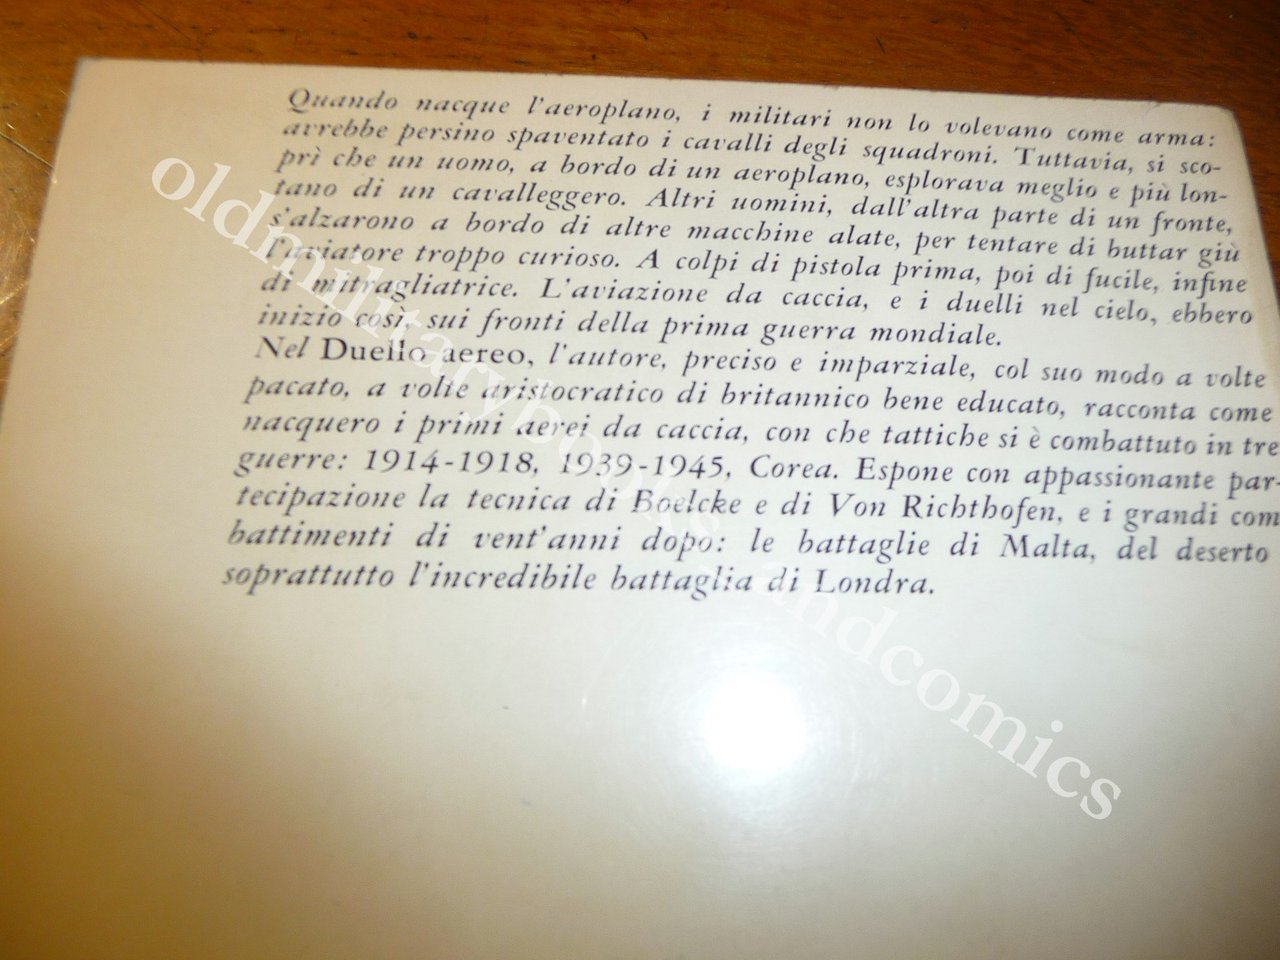 Quando nacque l'aeroplano, i militari non lo volevano come arma:
avrebbe persino spaventato i cavalli degli squadroni. Tuttavia, si sco-
prì che un uomo, a bordo di un aeroplano, esplorava meglio e più lon-
tano di un cavalleggero. Altri uomini, dall'altra parte di un fronte,
s'alzarono a bordo di altre macchine alate, per tentare di buttar giù
l'aviatore troppo curioso. A colpi di pistola prima, poi di fucile, infine
di mitragliatrice. L'aviazione da caccia, e i duelli nel cielo, ebbero
inizio così, sui fronti della prima guerra mondiale.
Nel Duello aereo, l'autore, preciso e imparziale, col suo modo a volte
pacato, a volte aristocratico di britannico bene educato, racconta come
nacquero i primi aerei da caccia, con che tattiche si è combattuto in tre
guerre: 1914-1918, 1939-1945, Corea. Espone con appassionante par-
tecipazione la tecnica di Boelcke e di Von Richthofen, e i grandi com
battimenti di vent'anni dopo: le battaglie di Malta, del deserto
soprattutto l'incredibile battaglia di Londra.
oldmilitarybooksandcomics